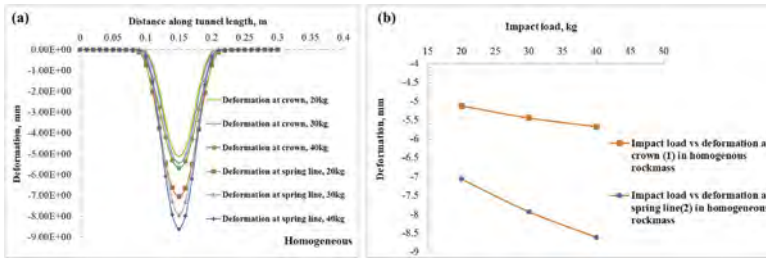 (a)
Distance along tunnel length, m
0 0.05 0.1 0.15 0.2 0.25 0.3 0.35 0.4
0.00E+00
-1.00E+00
-2.00E+00
-3.00E+00
-4.00E+00
-5.00E+00
-6.00E+00
-7.00E+00
-8.00E+00
-9.00E+00
Deformation, mm
Deformation at crown, 20kg
Deformation at crown, 30kg
Deformation at crown, 40kg
Deformation at spring line, 20kg
Deformation at spring line, 30kg
Deformation at spring line, 40kg
Homogeneous
(b)
Impact load, kg
15 20 25 30 35 40 45 50
-4
-4.5
-5
-5.5
-6
-6.5
-7
-7.5
-8
-8.5
-9
Deformation, mm
Impact load vs deformation a
crown (1) in homogenous
rockmass
Impact load vs deformation a
spring line(2) in homogeneous
rockmass